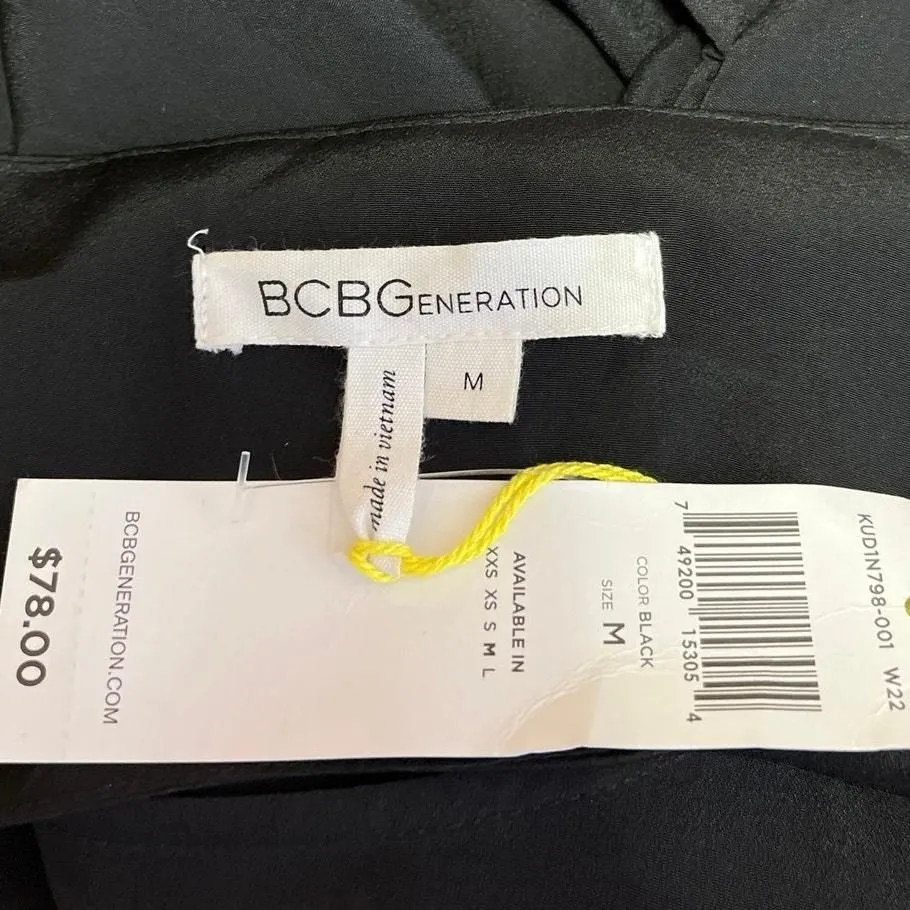 BCBGENERATION
M
made in vietnam
KUD1N798-001 W22
7 49200 15305 4
COLOR BLACK
SIZE M
AVAILABLE IN
XXS XS S M L
BCBGENERATION.COM
$78.00